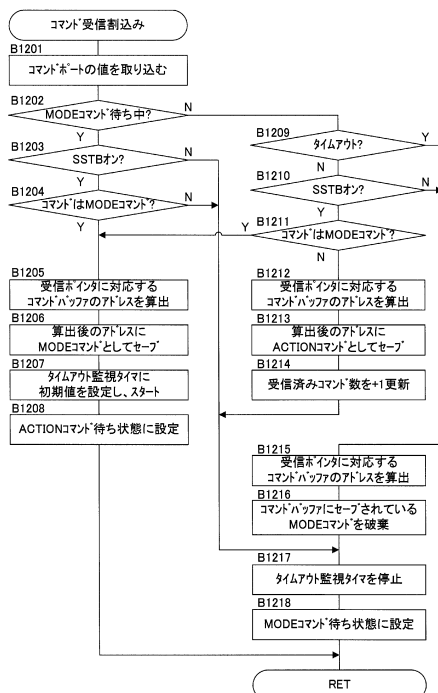 コマンド受信割込み
B1201
コマンドポートの値を取り込む
B1202
MODEコマンド待ち中?
N
Y
B1203
SSTBオン?
N
Y
B1204
コマンドはMODEコマンド?
N
Y
B1209
タイムアウト?
Y
N
B1210
SSTBオン?
N
Y
B1211
コマンドはMODEコマンド?
Y
N
B1205
受信ポインタに対応する
コマンドバッファのアドレスを算出
B1206
算出後のアドレスに
MODEコマンドとしてセーブ
B1207
タイムアウト監視タイマに
初期値を設定し、スタート
B1208
ACTIONコマンド待ち状態に設定
B1212
受信ポインタに対応する
コマンドバッファのアドレスを算出
B1213
算出後のアドレスに
ACTIONコマンドとしてセーブ
B1214
受信済みコマンド数を+1更新
B1215
受信ポインタに対応する
コマンドバッファのアドレスを算出
B1216
コマンドバッファにセーブされている
MODEコマンドを破棄
B1217
タイムアウト監視タイマを停止
B1218
MODEコマンド待ち状態に設定
RET